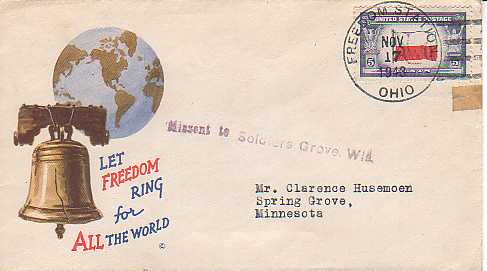 FREEDOM STATION
NOV
17
1943
OHIO
UNITED STATES POSTAGE
5
Missent to Soldiers Grove, Wis.
LET
FREEDOM
RING
for
ALL THE WORLD
©
Mr. Clarence Husemoen
Spring Grove,
Minnesota